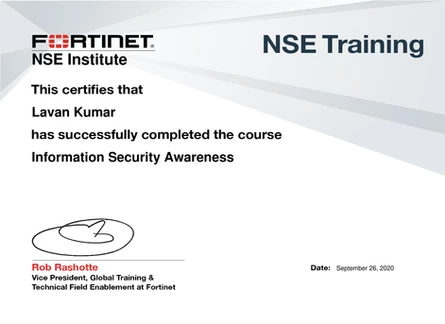 FORTINET
NSE Training
NSE Institute
This certifies that
Lavan Kumar
has successfully completed the course
Information Security Awareness
Rob Rashotte
Vice President, Global Training &
Technical Field Enablement at Fortinet
Date: September 26, 2020